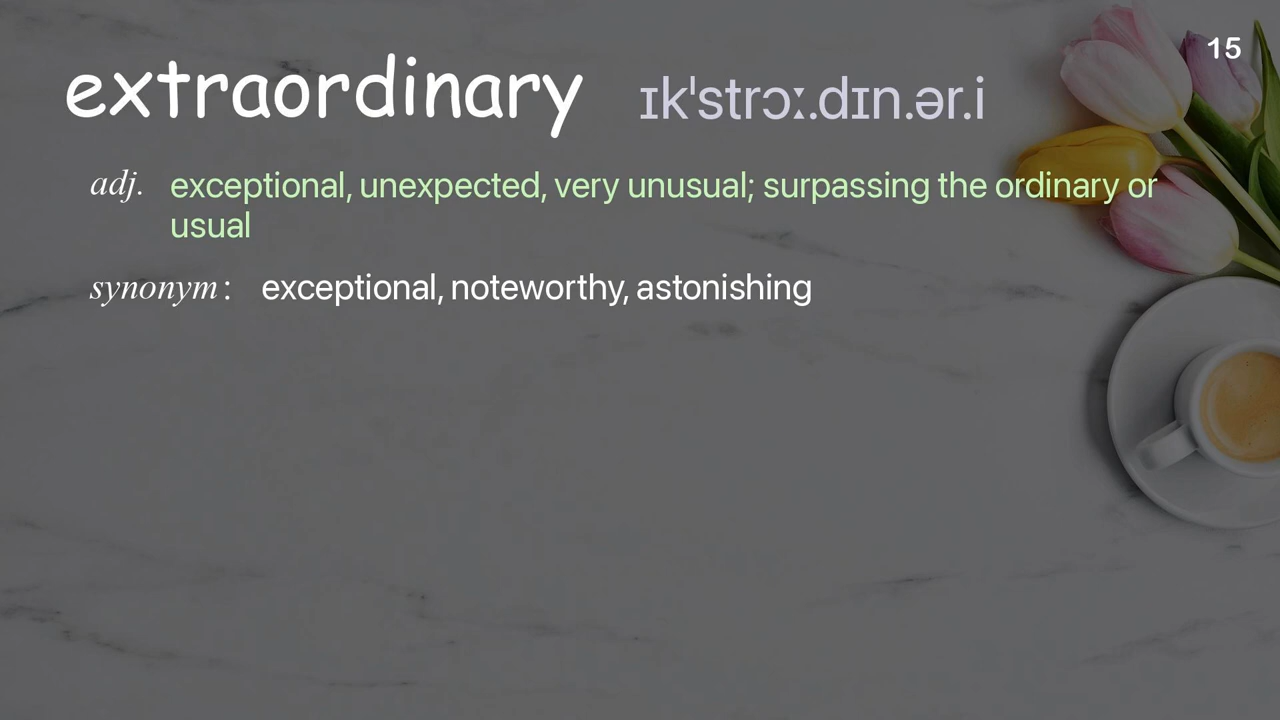 15
extraordinary ɪkˈstrɔː.dɪn.ər.i
adj. exceptional, unexpected, very unusual; surpassing the ordinary or
usual
synonym: exceptional, noteworthy, astonishing